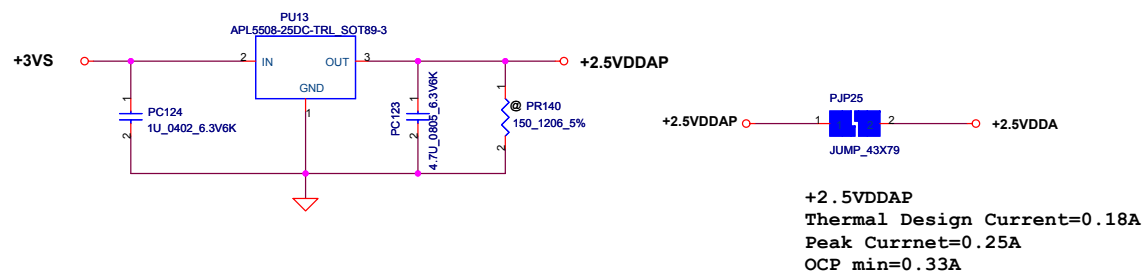 PU13
APL5508-25DC-TRL_SOT89-3
+3VS
2
IN
OUT
3
+2.5VDDAP
GND
1
1
PC124
1U_0402_6.3V6K
2
1
PC123
4.7U_0805_6.3V6K
2
1
@ PR140
150_1206_5%
2
PJP25
+2.5VDDAP
1
1
2
2
+2.5VDDA
JUMP_43X79
+2.5VDDAP
Thermal Design Current=0.18A
Peak Currnet=0.25A
OCP min=0.33A